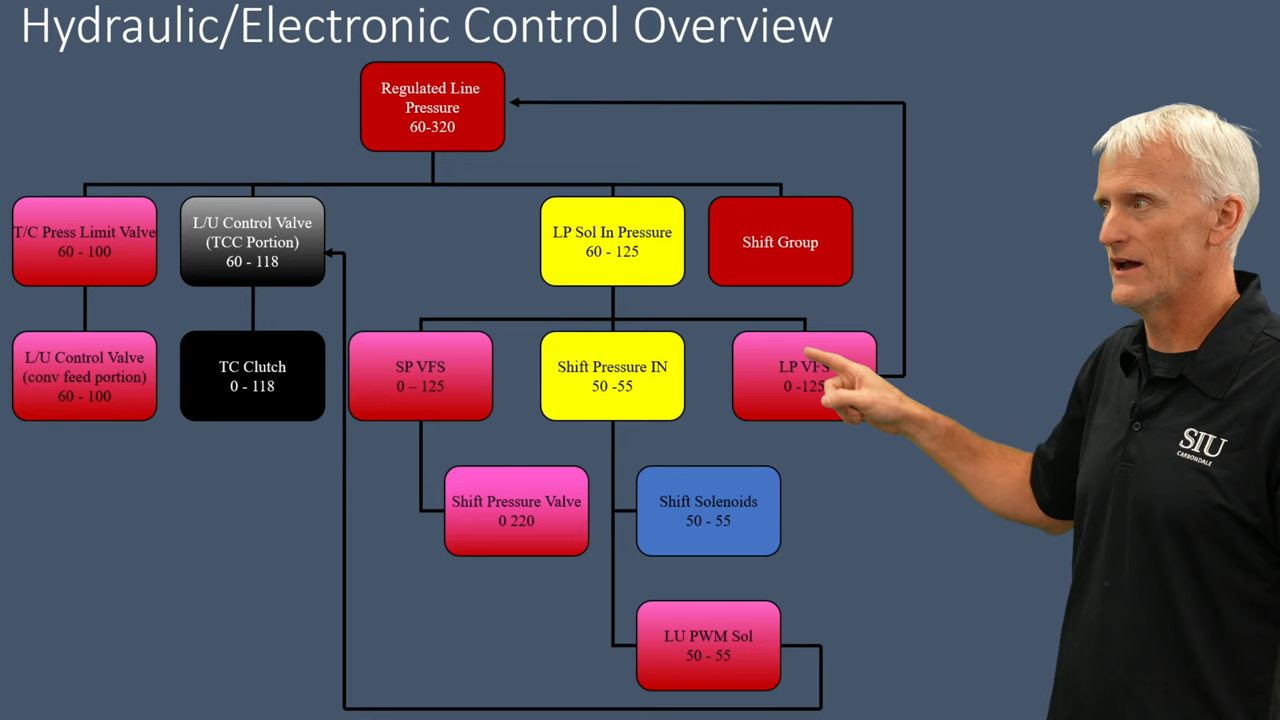 Hydraulic/Electronic Control Overview
Regulated Line
Pressure
60-320
T/C Press Limit Valve
60 - 100
L/U Control Valve
(TCC Portion)
60 - 118
LP Sol In Pressure
60 - 125
Shift Group
L/U Control Valve
(conv feed portion)
60 - 100
TC Clutch
0 - 118
SP VFS
0 – 125
Shift Pressure IN
50 -55
LP VFS
0 -125
Shift Pressure Valve
0 220
Shift Solenoids
50 - 55
LU PWM Sol
50 - 55
SIU
CARBONDALE